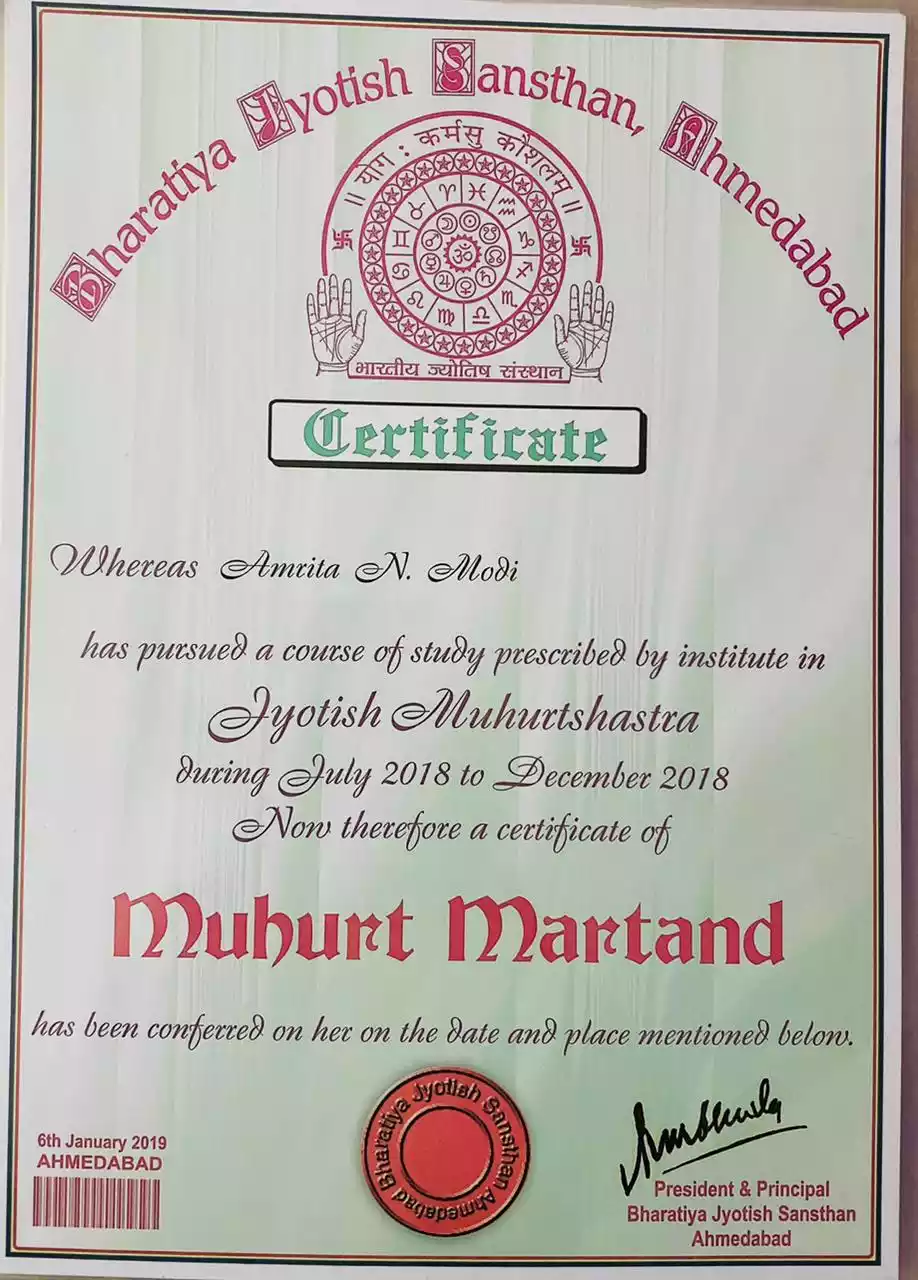 Bharatiya Jyotish Sansthan, Ahmedabad
॥ योग : कर्मसु कौशलम् ॥
ॐ
भारतीय ज्योतिष संस्थान
Certificate
Whereas Amrita N. Modi
has pursued a course of study prescribed by institute in
Jyotish Muhurtshastra
during July 2018 to December 2018
Now therefore a certificate of
Muhurt Martand
has been conferred on her on the date and place mentioned below.
Bharatiya Jyotish Sansthan Ahmedabad
6th January 2019
AHMEDABAD
President & Principal
Bharatiya Jyotish Sansthan
Ahmedabad